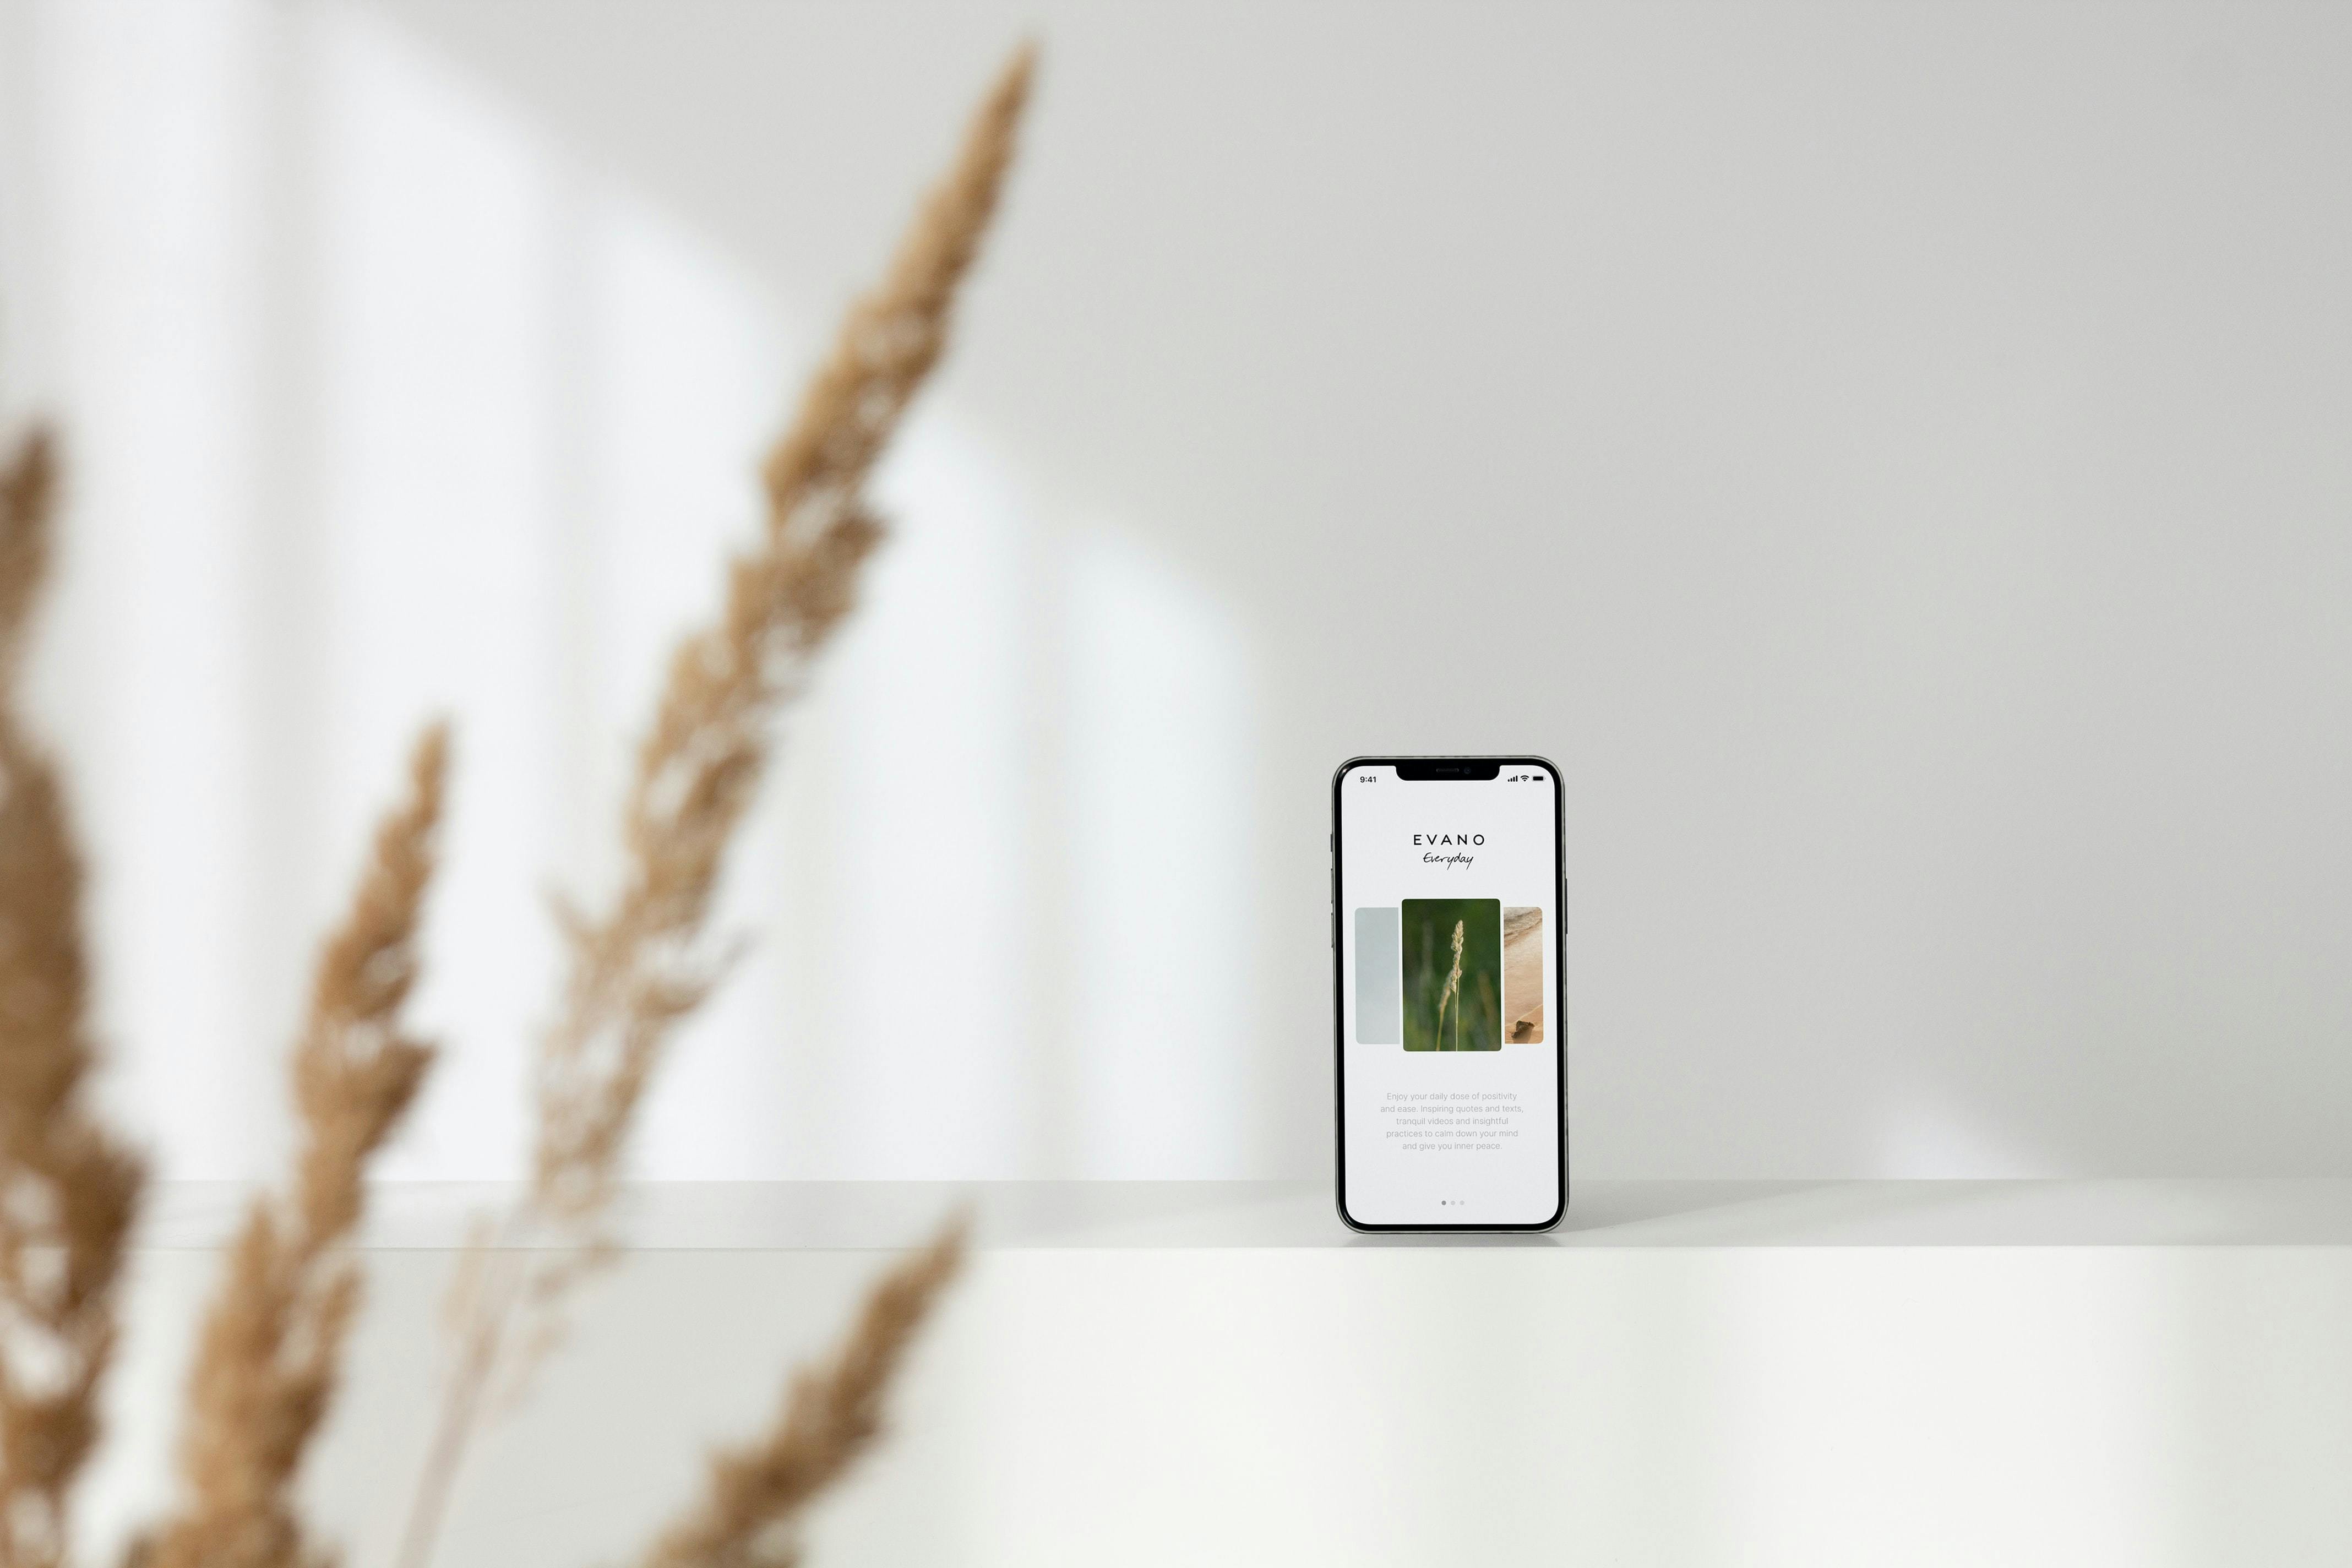 9:41
EVANO
Everyday
Enjoy your daily dose of positivity
and ease. Inspiring quotes and texts,
tranquil videos and insightful
practices to calm down your mind
and give you inner peace.